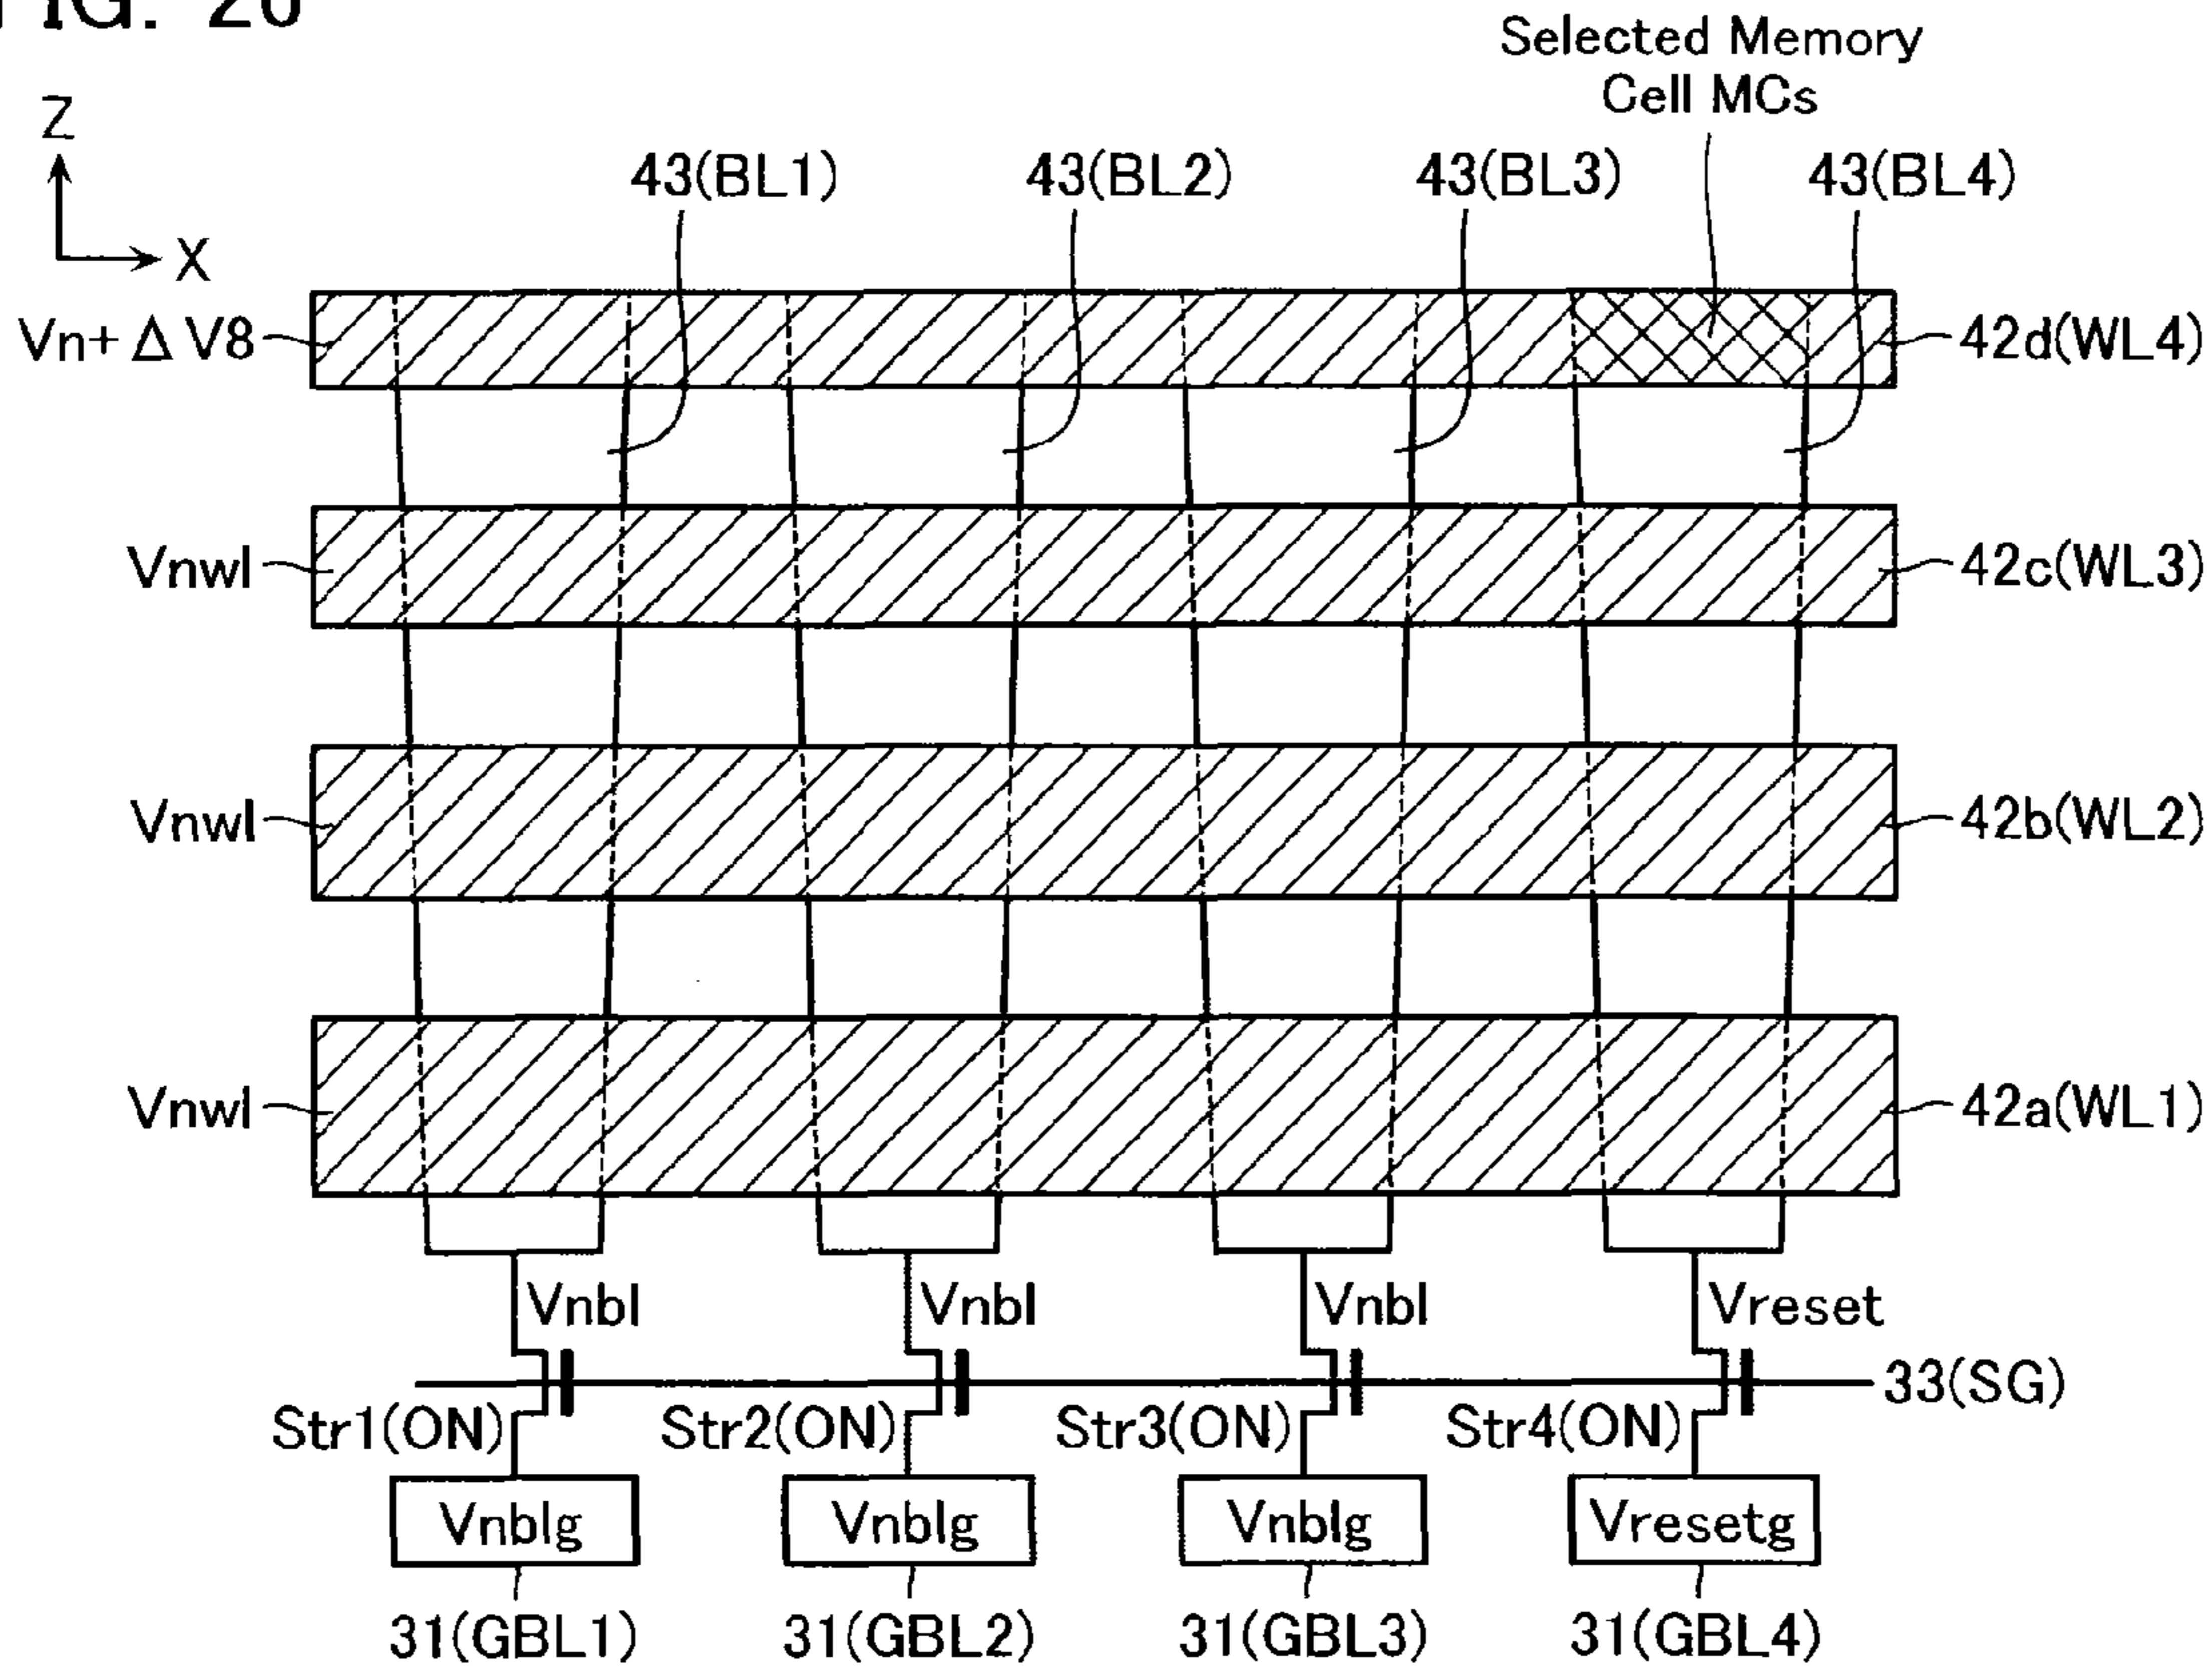 FIG. 26
Selected Memory
Cell MCs
Z
X
43(BL1)
43(BL2)
43(BL3)
43(BL4)
Vn+ΔV8
42d(WL4)
Vnwl
42c(WL3)
Vnwl
42b(WL2)
Vnwl
42a(WL1)
Vnbl
Vnbl
Vnbl
Vreset
33(SG)
Str1(ON)
Str2(ON)
Str3(ON)
Str4(ON)
Vnblg
Vnblg
Vnblg
Vresetg
31(GBL1)
31(GBL2)
31(GBL3)
31(GBL4)